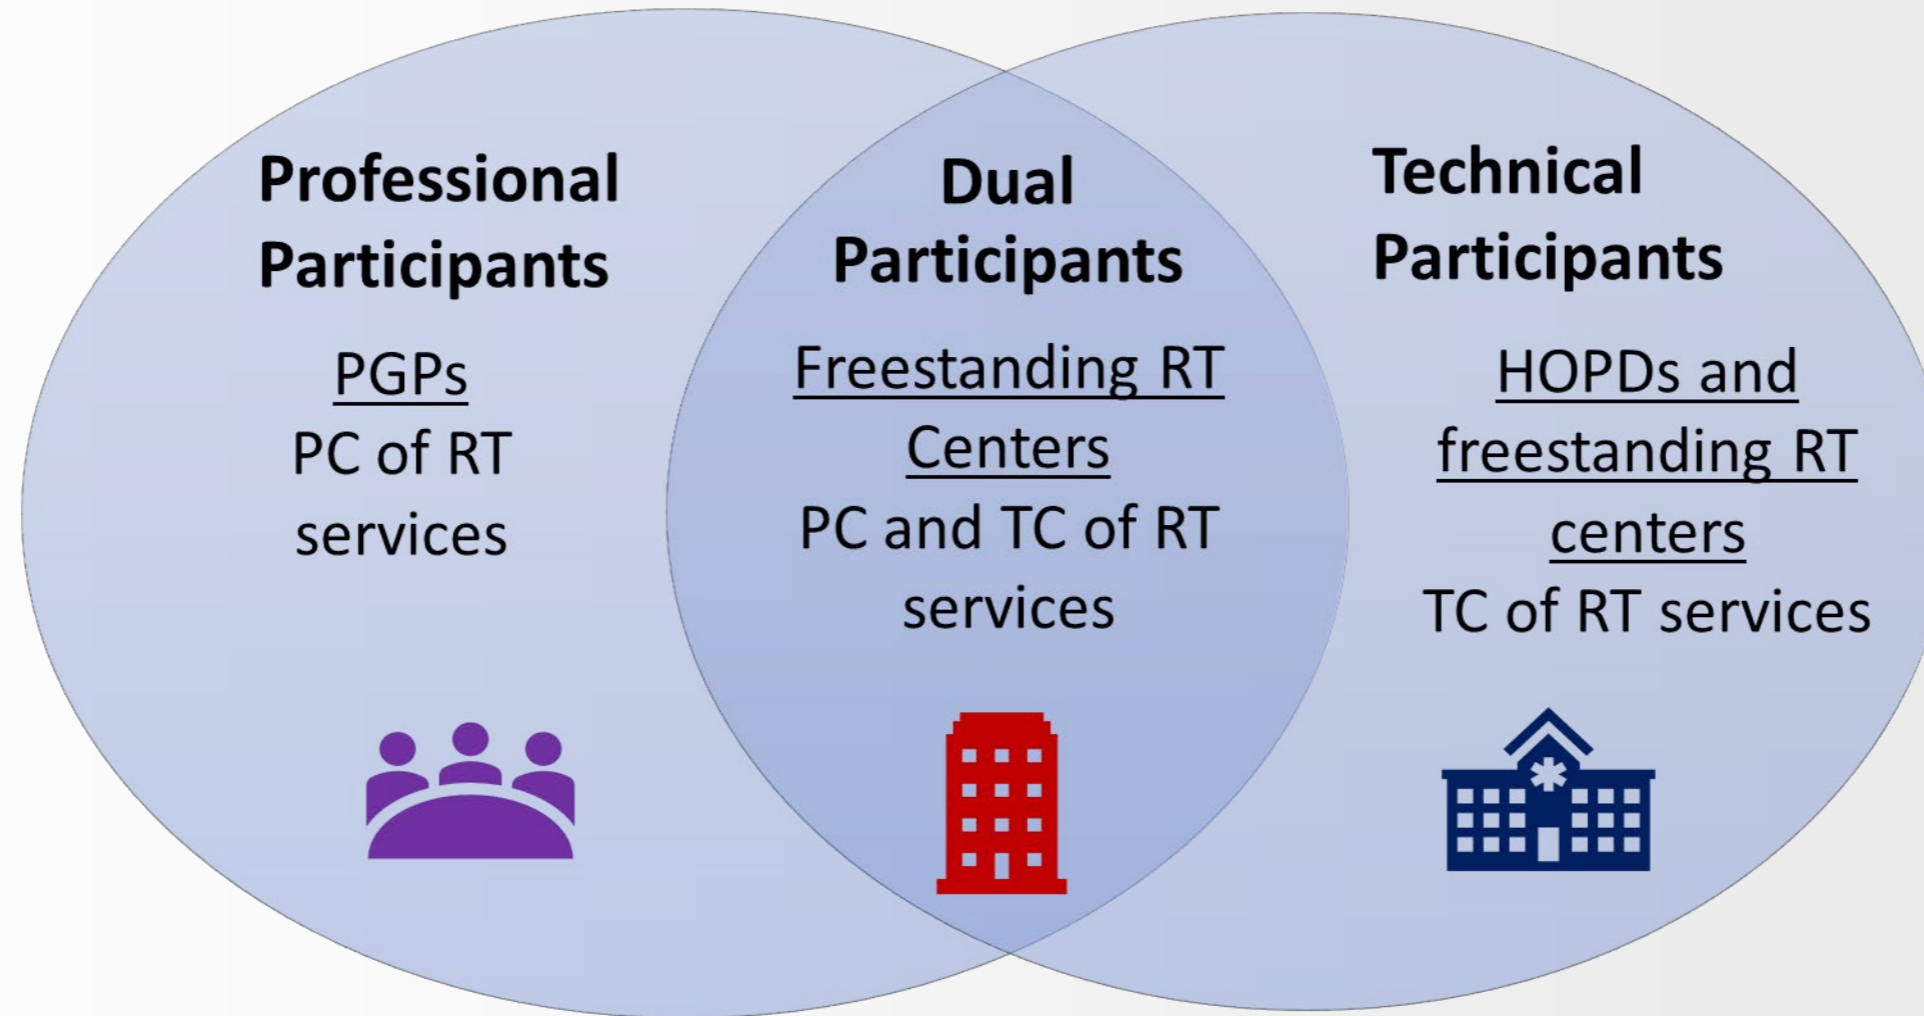 Professional
Participants
PGPs
PC of RT
services
Dual
Participants
Freestanding RT
Centers
PC and TC of RT
services
Technical
Participants
HOPDs and
freestanding RT
centers
TC of RT services